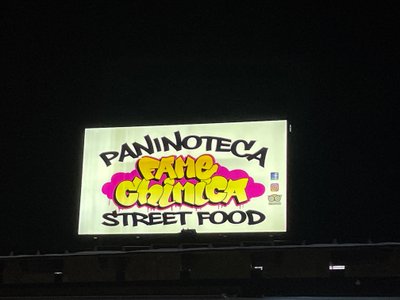 PANINOTECA
FAME
CHIMICA
STREET FOOD